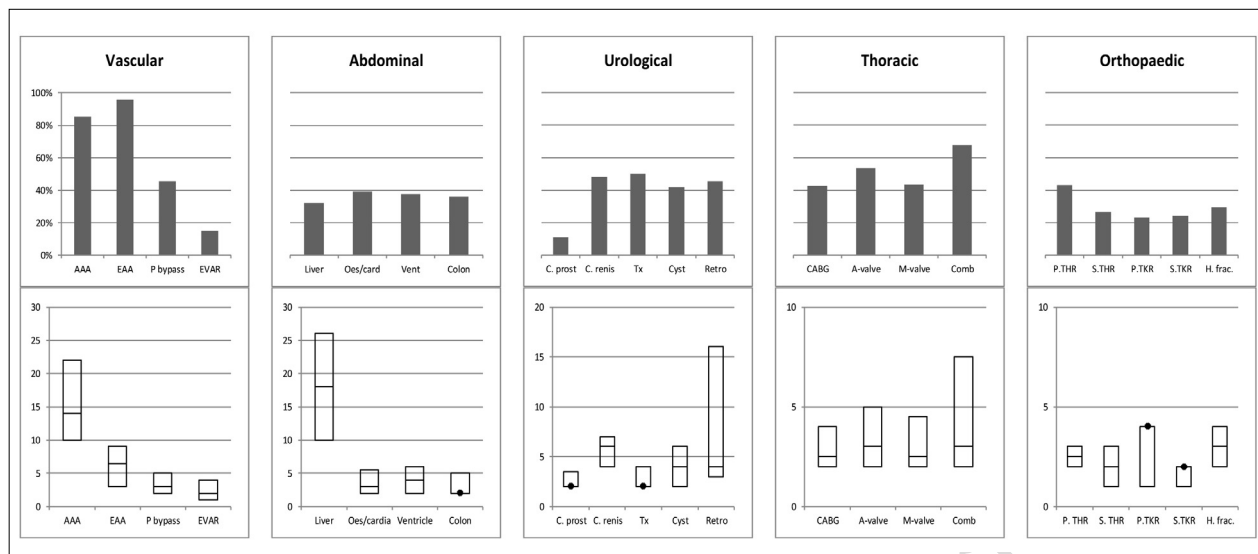 Vascular
Abdominal
Urological
Thoracic
Orthopaedic
100%
80%
60%
40%
20%
0%
AAA EAA P bypass EVAR
Liver Oes/card Vent Colon
C. prost C. renis Tx Cyst Retro
CABG A-valve M-valve Comb
P.THR S.THR P.TKR S.TKR H. frac.
30
25
20
15
10
5
0
AAA EAA P bypass EVAR
30
25
20
15
10
5
0
Liver Oes/cardia Ventricle Colon
20
15
10
5
0
C. prost C. renis Tx Cyst Retro
10
5
0
CABG A-valve M-valve Comb
10
5
0
P. THR S. THR P.TKR S.TKR H. frac.